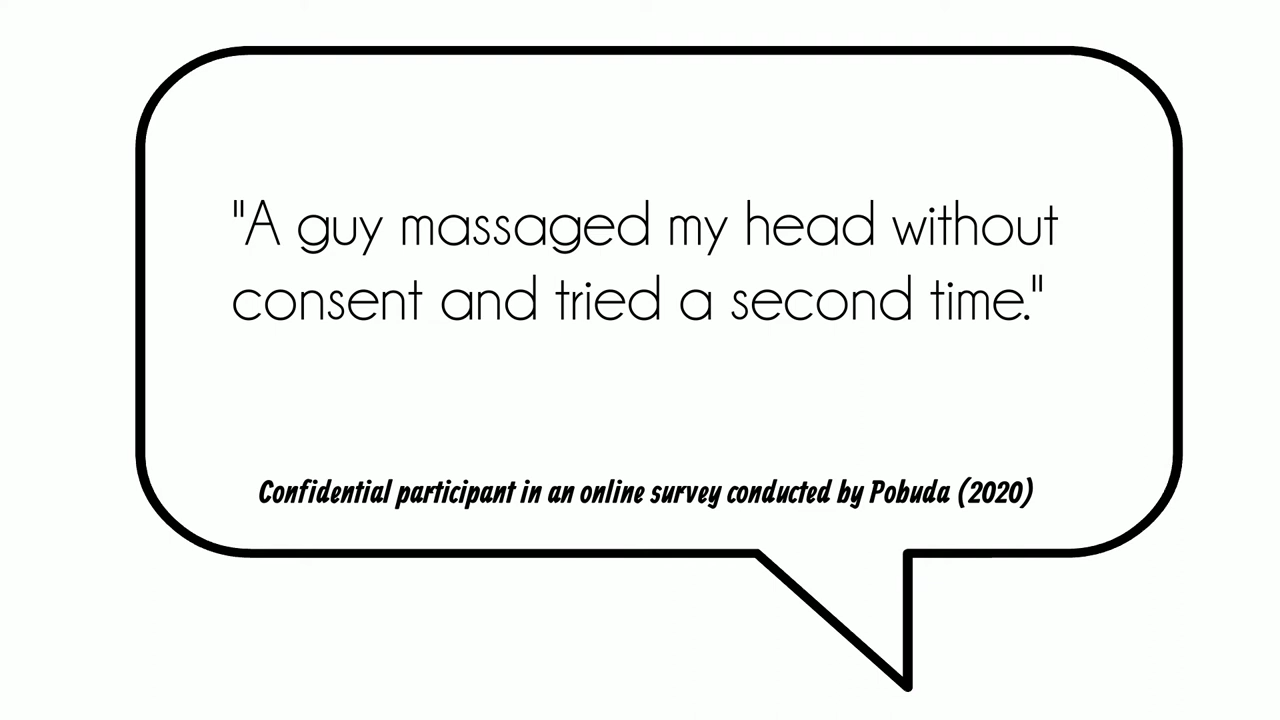 "A guy massaged my head without
consent and tried a second time."
Confidential participant in an online survey conducted by Pobuda (2020)